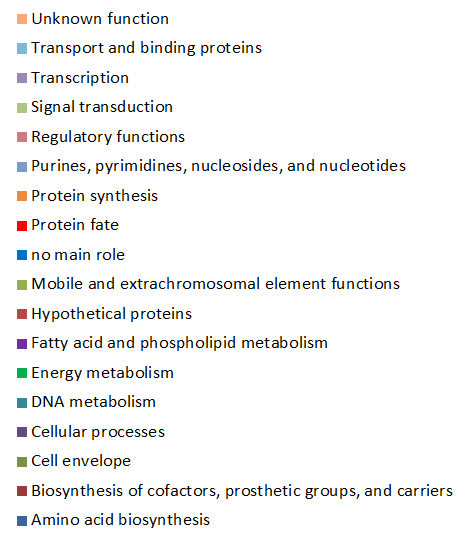 Unknown function
Transport and binding proteins
Transcription
Signal transduction
Regulatory functions
Purines, pyrimidines, nucleosides, and nucleotides
Protein synthesis
Protein fate
no main role
Mobile and extrachromosomal element functions
Hypothetical proteins
Fatty acid and phospholipid metabolism
Energy metabolism
DNA metabolism
Cellular processes
Cell envelope
Biosynthesis of cofactors, prosthetic groups, and carriers
Amino acid biosynthesis